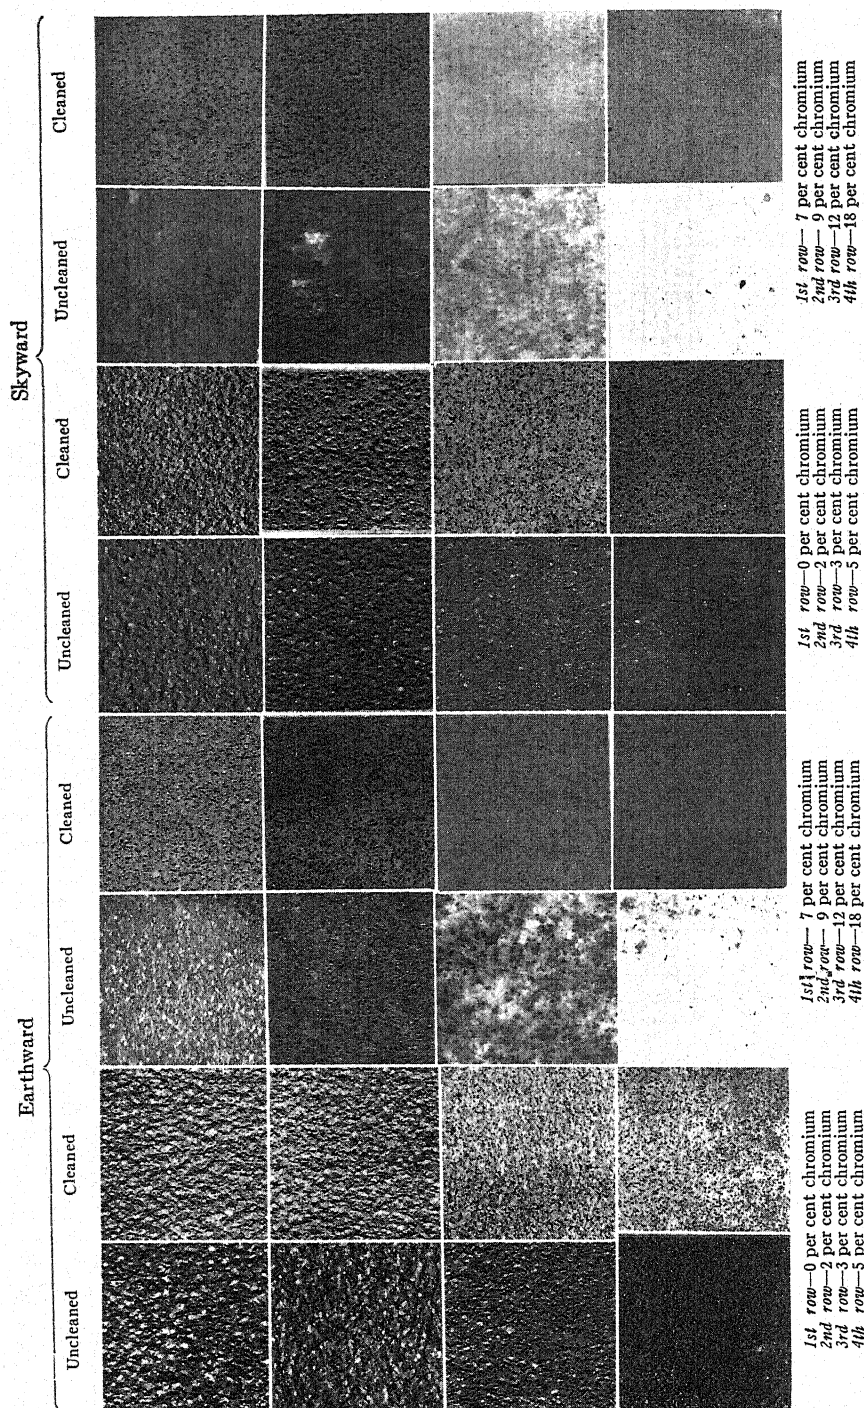 Earthward
Skyward
Uncleaned
Cleaned
Uncleaned
Cleaned
Uncleaned
Cleaned
Uncleaned
Cleaned
1st row—0 per cent chromium
2nd row—2 per cent chromium
3rd row—3 per cent chromium
4th row—5 per cent chromium
1st row— 7 per cent chromium
2nd row— 9 per cent chromium
3rd row—12 per cent chromium
4th row—18 per cent chromium
1st row—0 per cent chromium
2nd row—2 per cent chromium
3rd row—3 per cent chromium
4th row—5 per cent chromium
1st row— 7 per cent chromium
2nd row— 9 per cent chromium
3rd row—12 per cent chromium
4th row—18 per cent chromium